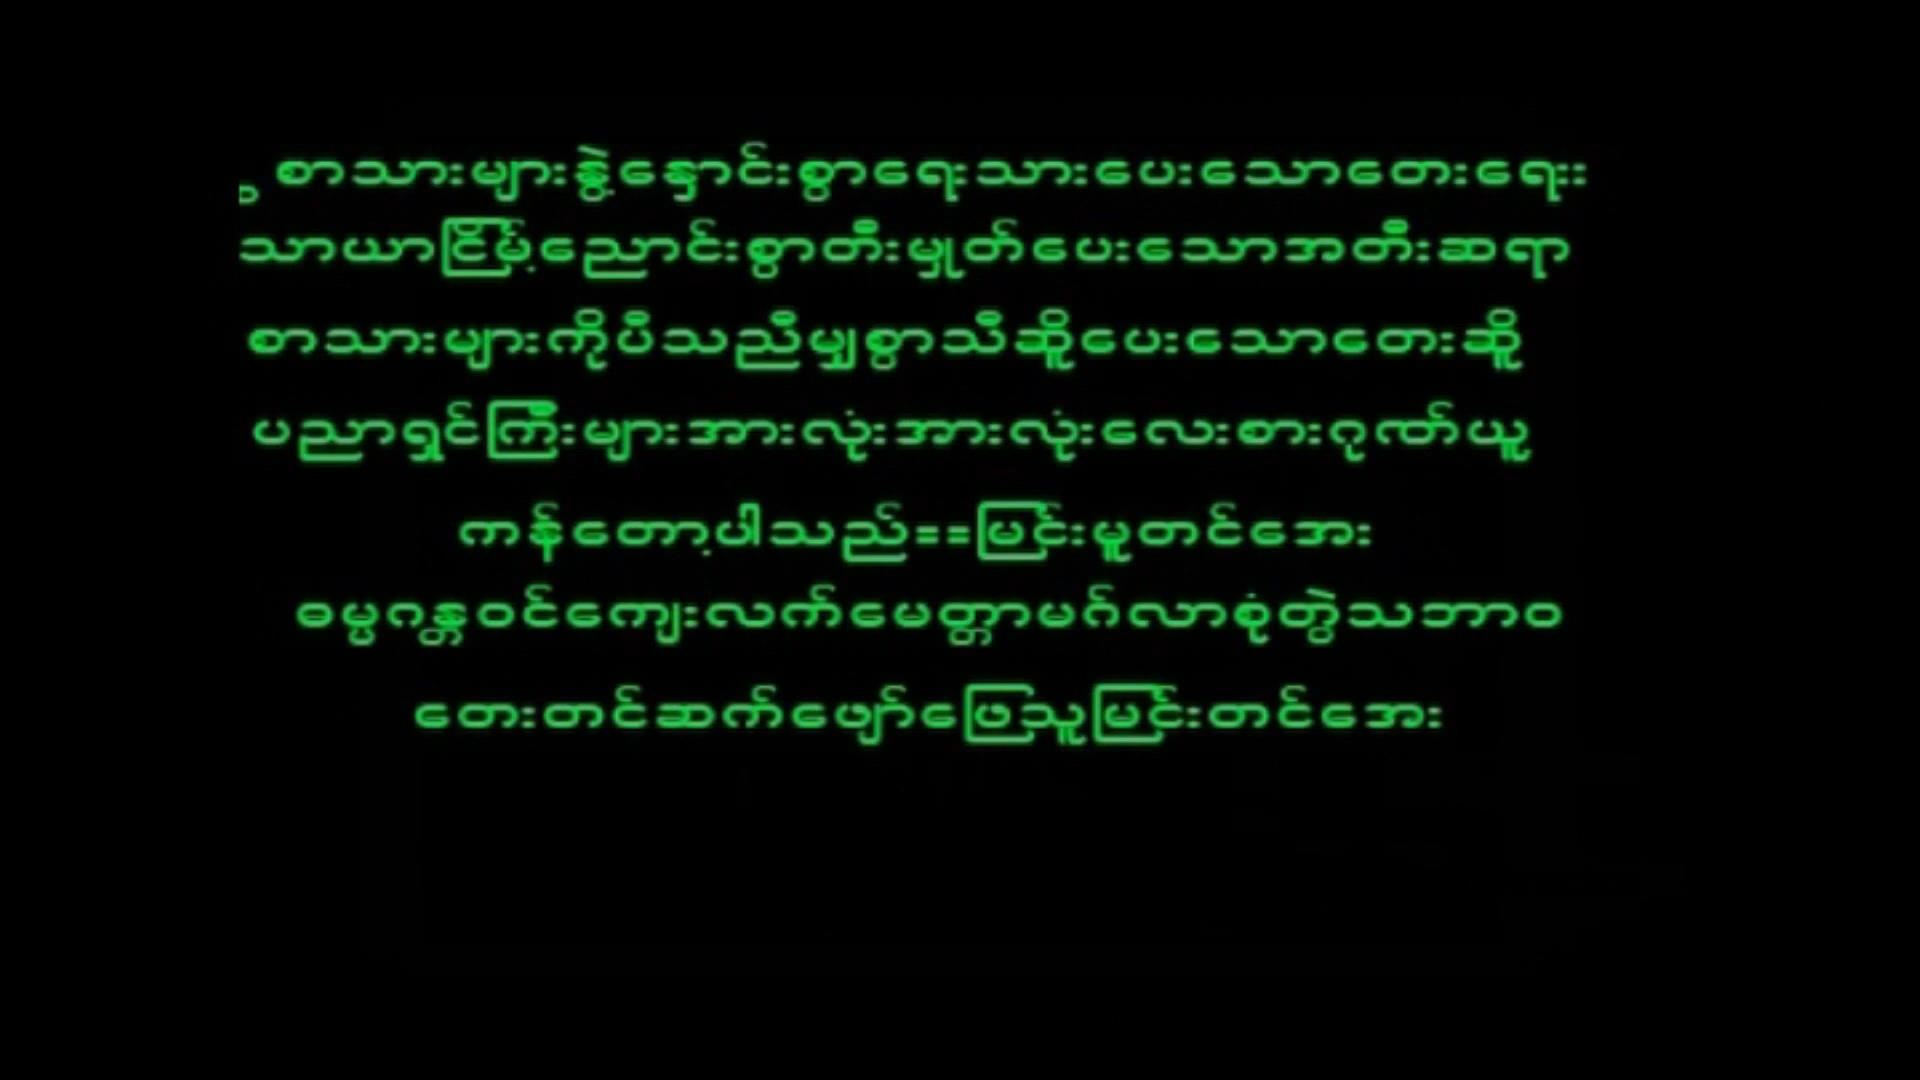 စာသားများနွဲ့နှောင်းစွာရေးသားပေးသောတေးရေးး
သာယာငြိမ့်ညောင်းစွာတီးမှုတ်ပေးသောအတီးဆရာ
စာသားများကိုပီသညီမျှစွာသီဆိူပေးသောတေးဆိူ
ပညာရှင်ကြီးများအားလုံးအားလုံးလေးစားဂုဏ်ယူ
ကန်တော့ပါသည်==မြင်းမူတင်အေး
ဓမ္မဂန္တဝင်ကျေးလက်မေတ္တာမင်္ဂလာစုံတွဲသဘာဝ
တေးတင်ဆက်ဖျော်ဖြေသူမြင်းတင်အေး